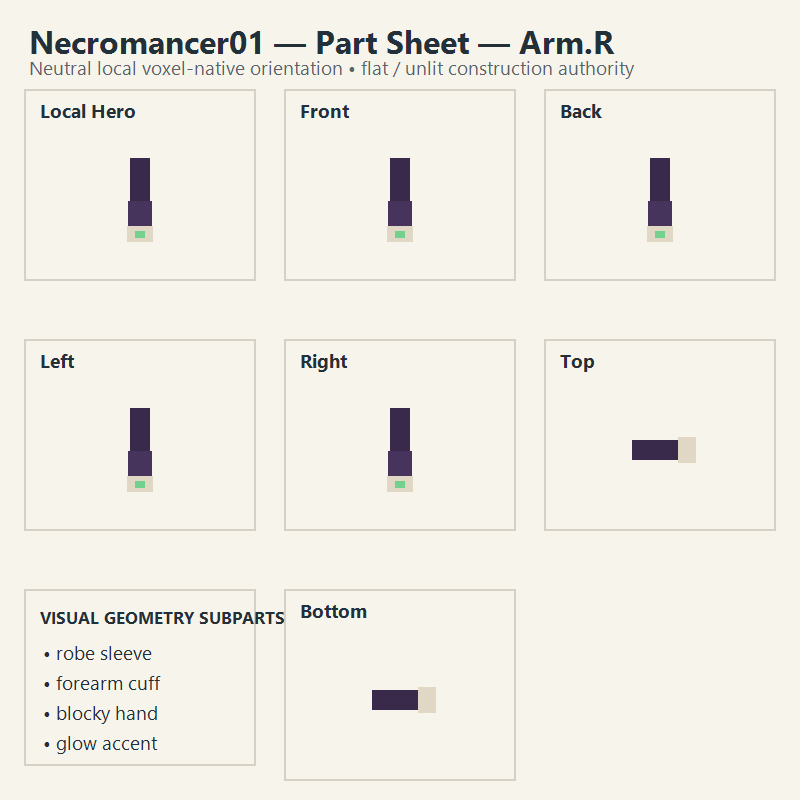 Necromancer01 — Part Sheet — Arm.R
Neutral local voxel-native orientation • flat / unlit construction authority
Local Hero
Front
Back
Left
Right
Top
VISUAL GEOMETRY SUBPARTS
• robe sleeve
• forearm cuff
• blocky hand
• glow accent
Bottom